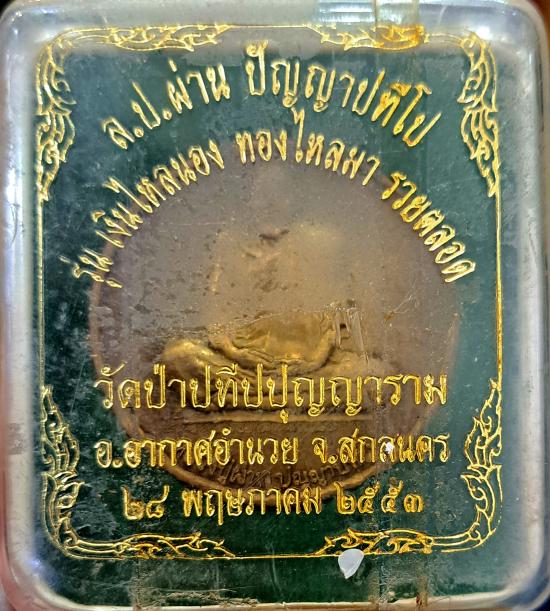 ล.ป.ผ่าน ปัญญาปทีโป
รุ่น เงินไหลนอง ทองไหลมา รวยตลอด
วัดป่าปทีปปุญญาราม
อ.อากาศอำนวย จ.สกลนคร
๒๘ พฤษภาคม ๒๕๕๓